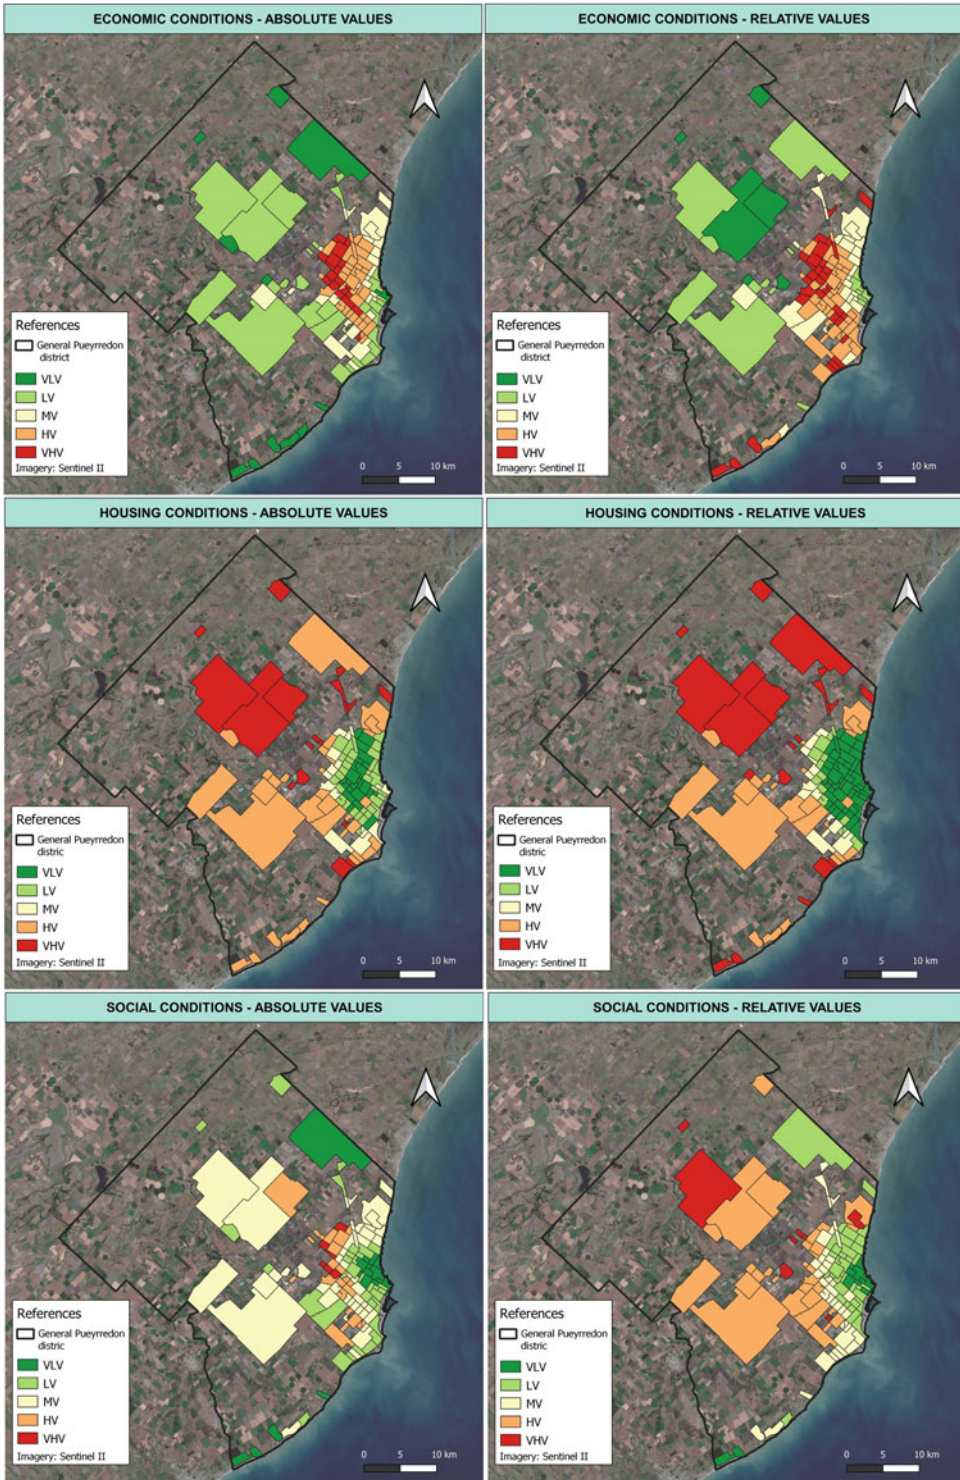 ECONOMIC CONDITIONS - ABSOLUTE VALUES
References
General Pueyrredon
district
VLV
LV
MV
HV
VHV
Imagery: Sentinel II
0 5 10 km
ECONOMIC CONDITIONS - RELATIVE VALUES
References
General Pueyrredon
district
VLV
LV
MV
HV
VHV
Imagery: Sentinel II
0 5 10 km
HOUSING CONDITIONS - ABSOLUTE VALUES
References
General Pueyrredon
distric
VLV
LV
MV
HV
VHV
Imagery: Sentinel II
0 5 10 km
HOUSING CONDITIONS - RELATIVE VALUES
References
General Pueyrredon
distric
VLV
LV
MV
HV
VHV
Imagery: Sentinel II
0 5 10 km
SOCIAL CONDITIONS - ABSOLUTE VALUES
References
General Pueyrredon
distric
VLV
LV
MV
HV
VHV
Imagery: Sentinel II
0 5 10 km
SOCIAL CONDITIONS - RELATIVE VALUES
References
General Pueyrredon
distric
VLV
LV
MV
HV
VHV
Imagery: Sentinel II
0 5 10 km